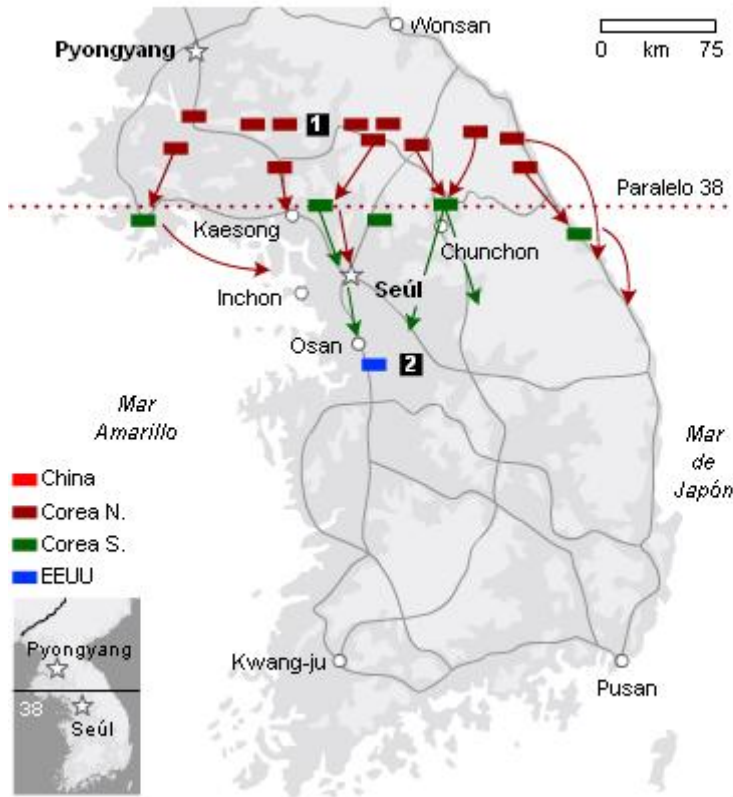 Wonsan
0 km 75
Pyongyang
1
Paralelo 38
Kaesong
Chunchon
Seúl
Inchon
Osan
2
Mar
Amarillo
Mar
de
Japón
China
Corea N.
Corea S.
EEUU
Pyongyang
38
Seúl
Kwang-ju
Pusan